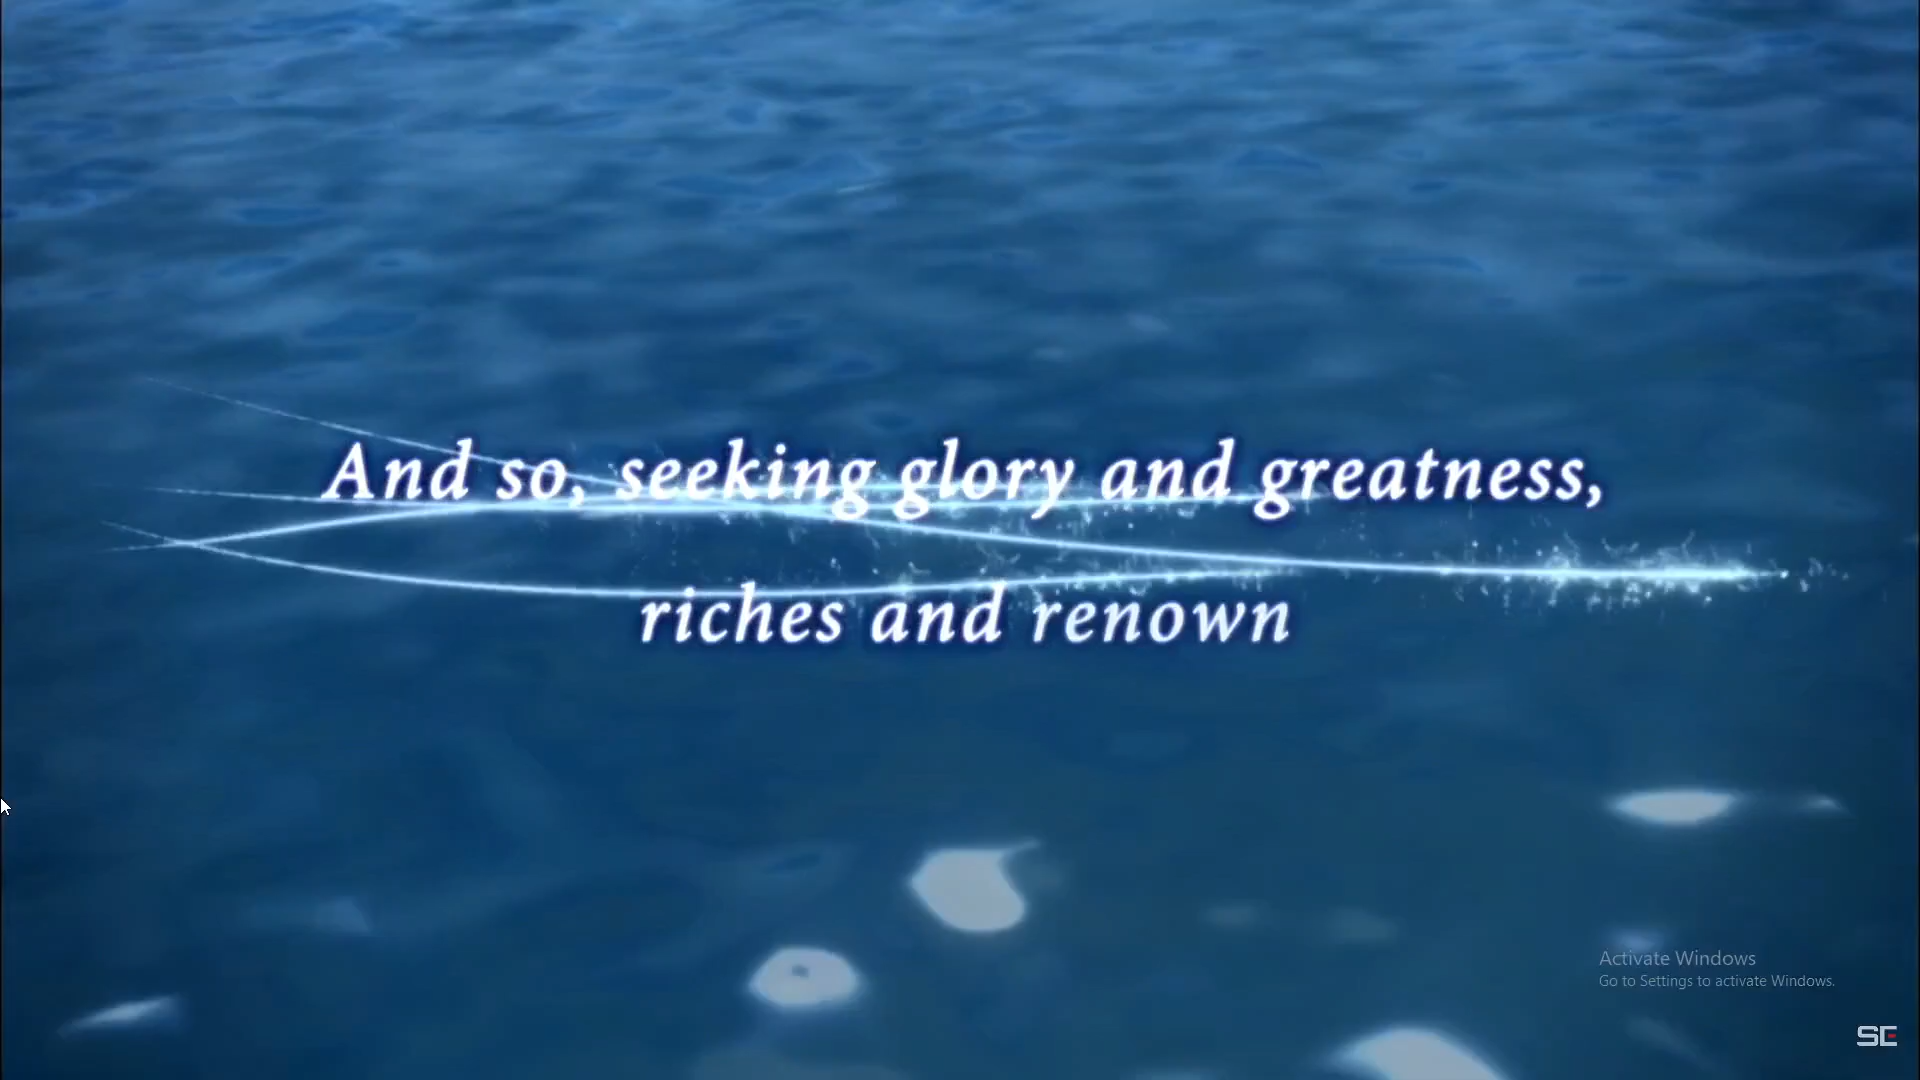 And so, seeking glory and greatness,
riches and renown
Activate Windows
Go to Settings to activate Windows.
SE